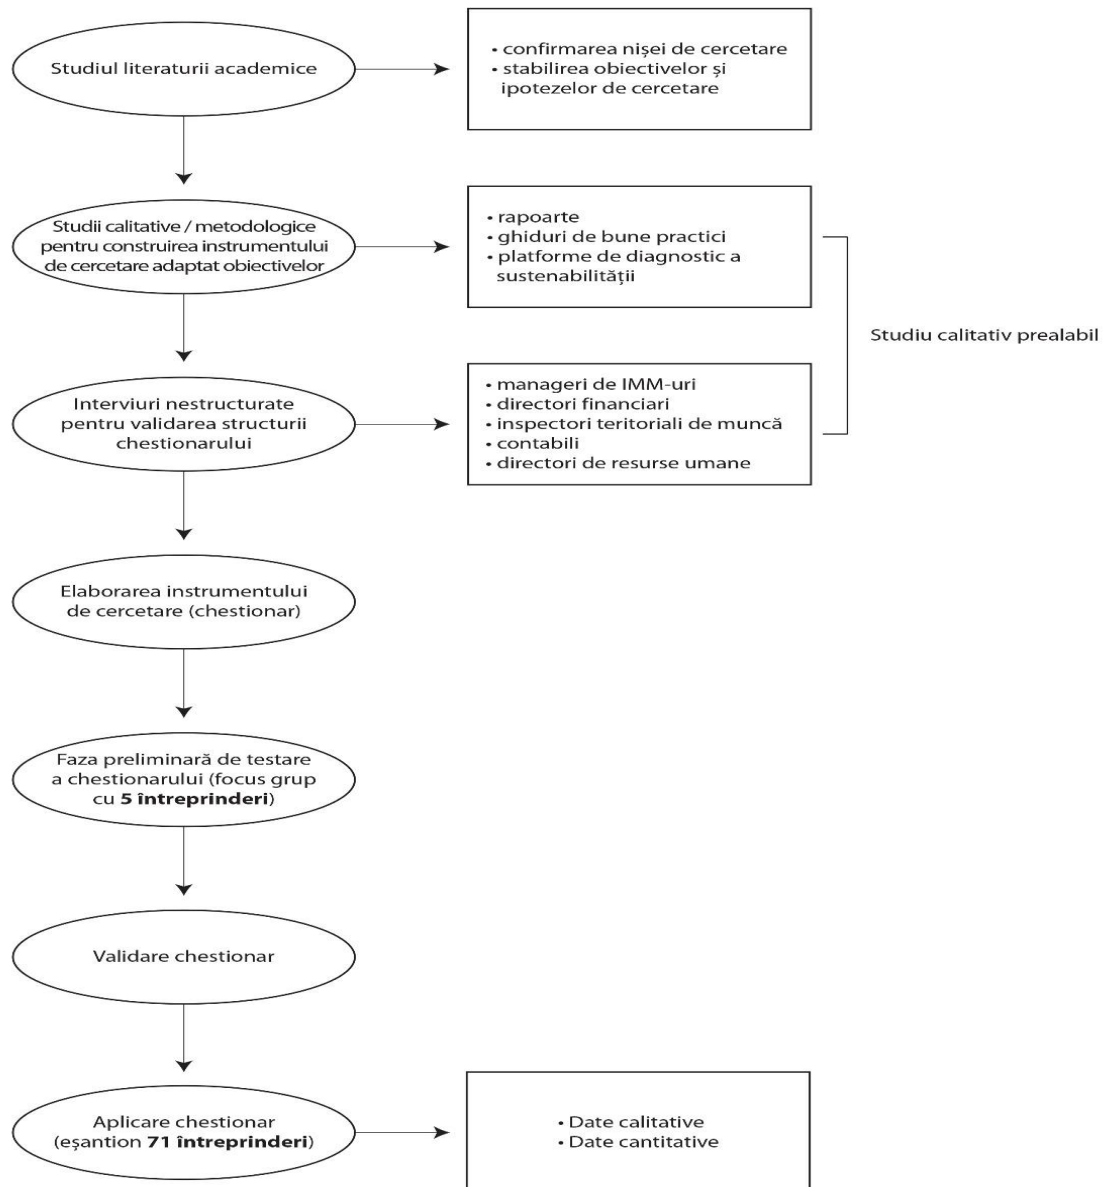 Studiul literaturii academice
• confirmarea nișei de cercetare
• stabilirea obiectivelor și
ipotezelor de cercetare
Studii calitative / metodologice
pentru construirea instrumentului
de cercetare adaptat obiectivelor
• rapoarte
• ghiduri de bune practici
• platforme de diagnostic a
sustenabilității
Studiu calitativ prealabil
Interviuri nestructurate
pentru validarea structurii
chestionarului
• manageri de IMM-uri
• directori financiari
• inspectori teritoriali de muncă
• contabili
• directori de resurse umane
Elaborarea instrumentului
de cercetare (chestionar)
Faza preliminară de testare
a chestionarului (focus grup
cu 5 întreprinderi)
Validare chestionar
Aplicare chestionar
(eșantion 71 întreprinderi)
• Date calitative
• Date cantitative